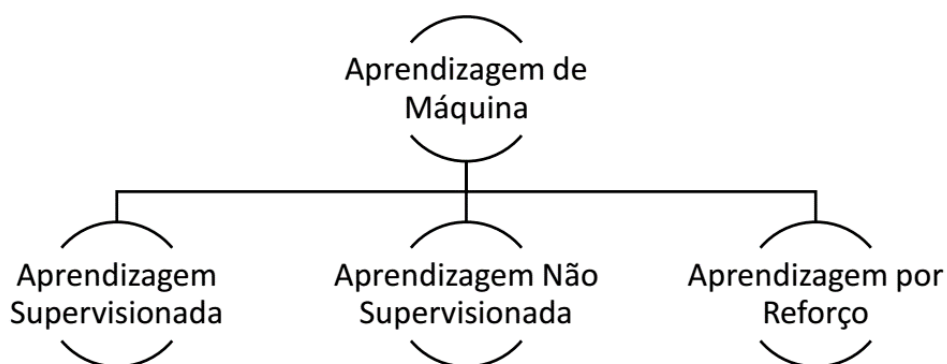 Aprendizagem de
Máquina
Aprendizagem
Supervisionada
Aprendizagem Não
Supervisionada
Aprendizagem por
Reforço